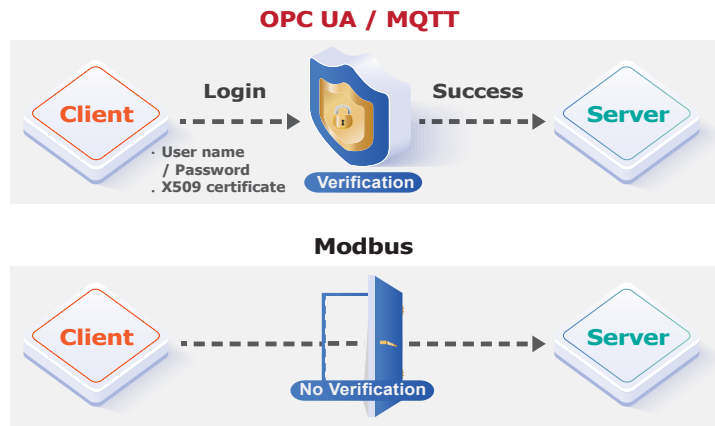 OPC UA / MQTT
Login
Success
Client
Server
· User name
/ Password
. X509 certificate
Verification
Modbus
Client
Server
No Verification